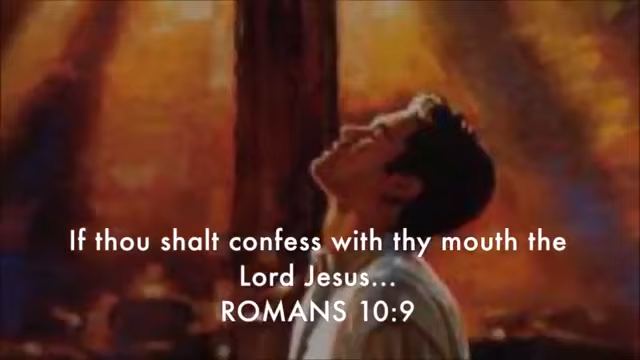 If thou shalt confess with thy mouth the
Lord Jesus...
ROMANS 10:9